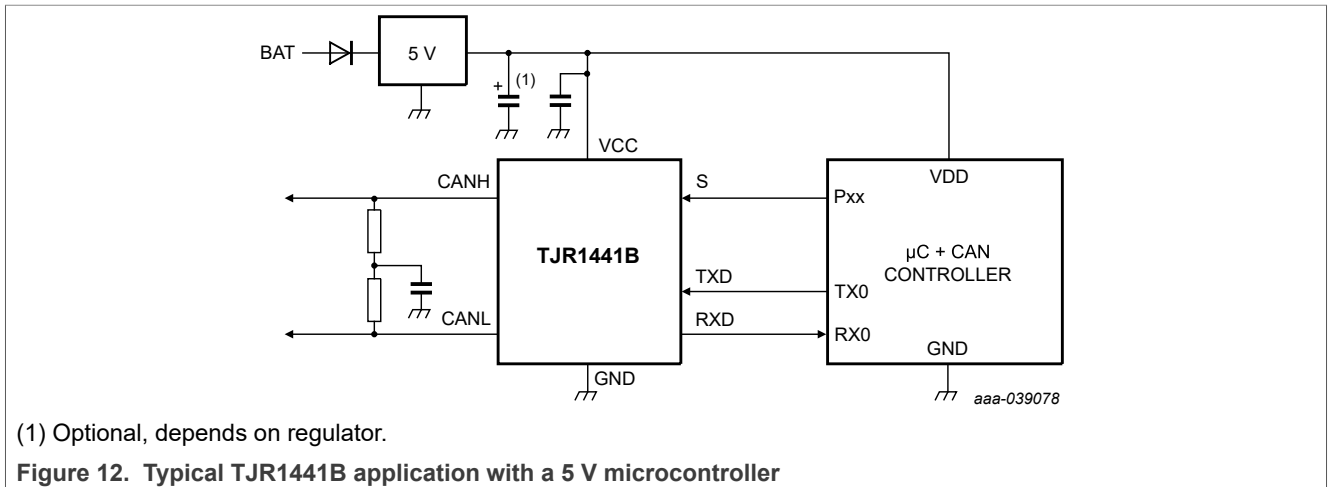 BAT
5 V
+
(1)
VCC
CANH
CANL
TJR1441B
S
TXD
RXD
GND
VDD
Pxx
µC + CAN
CONTROLLER
TX0
RX0
GND
aaa-039078
(1) Optional, depends on regulator.
Figure 12. Typical TJR1441B application with a 5 V microcontroller